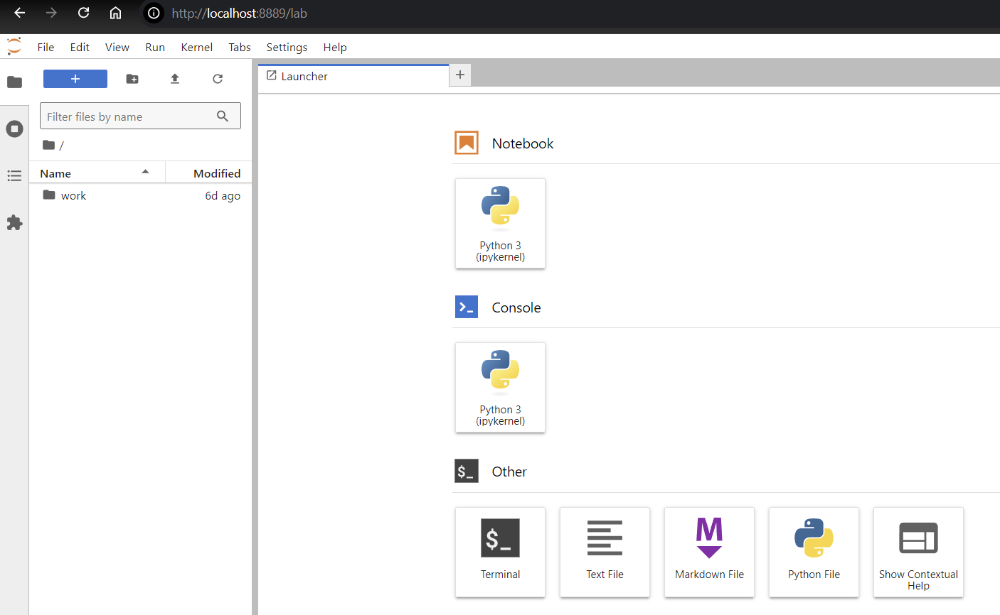 http://localhost:8889/lab
File Edit View Run Kernel Tabs Settings Help
+
Launcher
+
Filter files by name
/
Name Modified
work 6d ago
Notebook
Python 3
(ipykernel)
>_
Console
Python 3
(ipykernel)
$_
Other
$_
Terminal
Text File
M
Markdown File
Python File
Show Contextual
Help